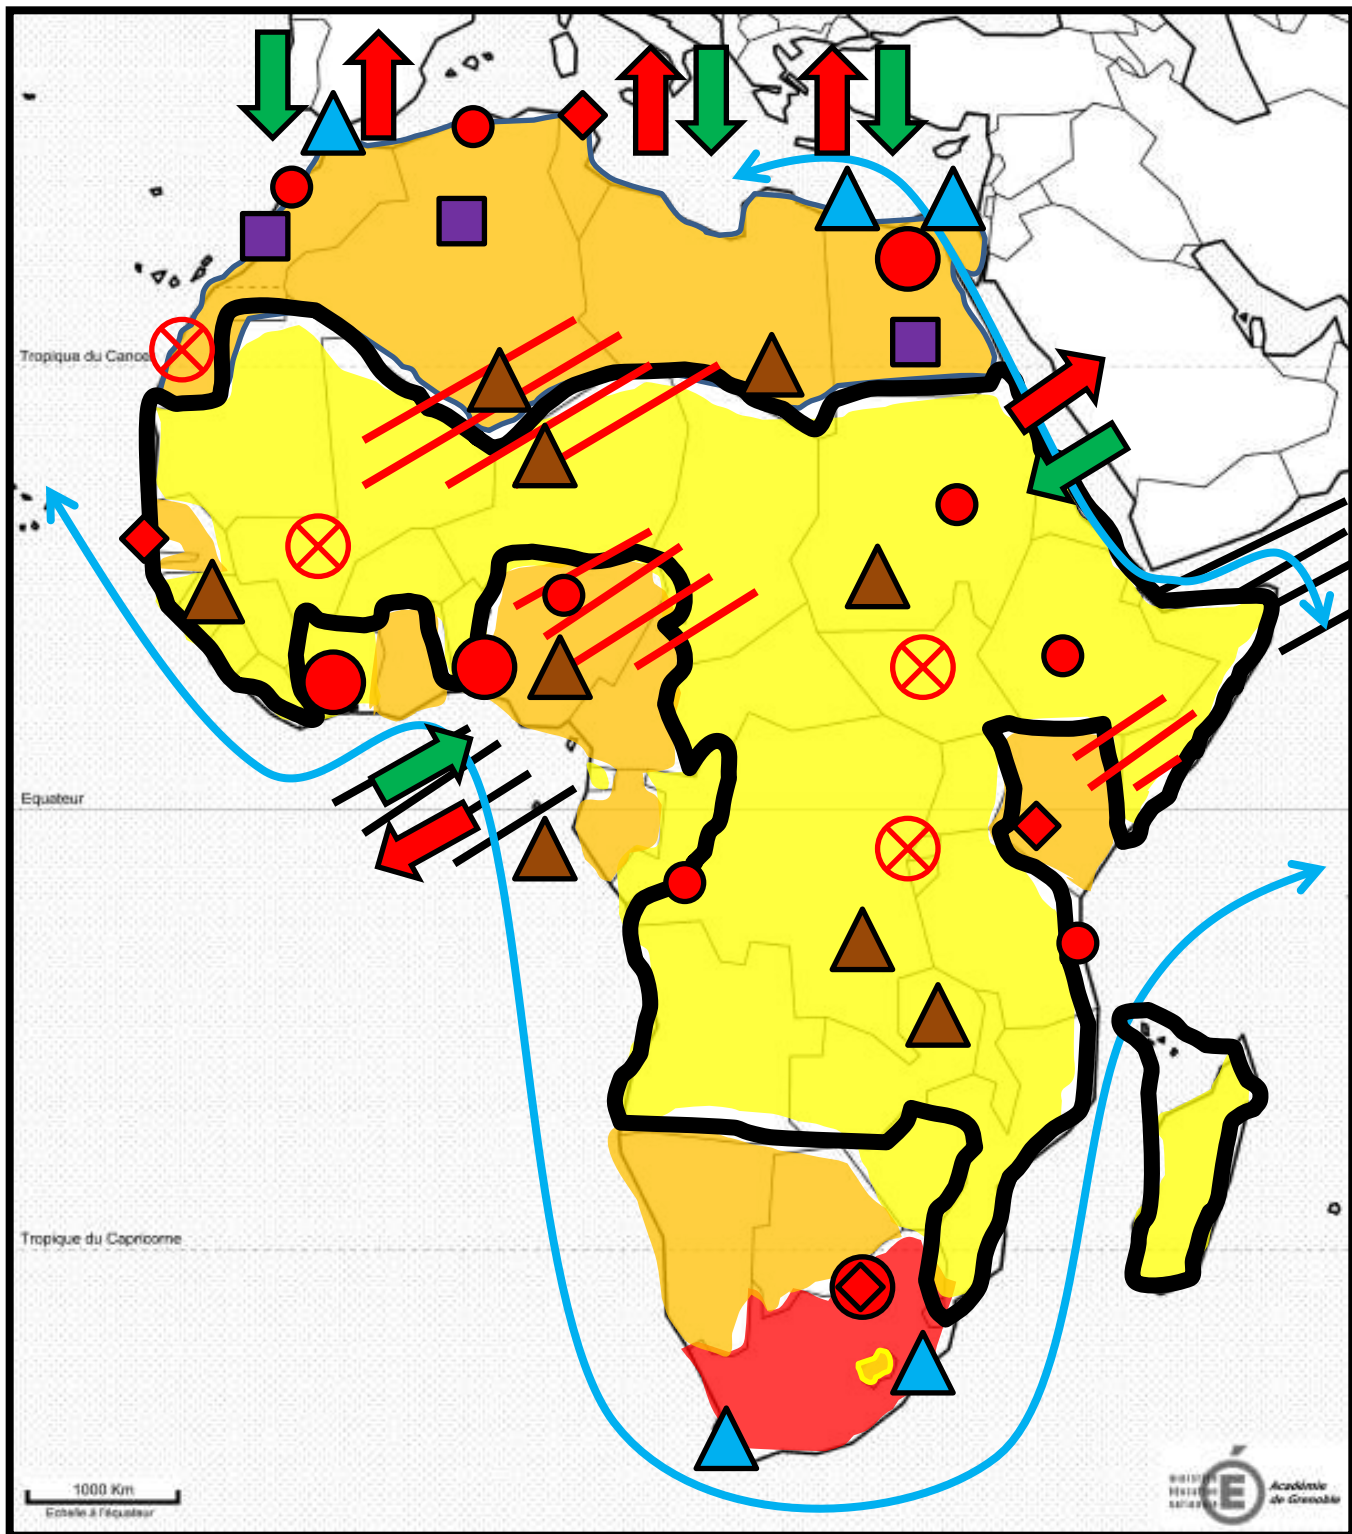 Tropique du Cancer
Equateur
Tropique du Capricorne
1000 Km
Echelle à l'équateur
É
Académie
de Grenoble